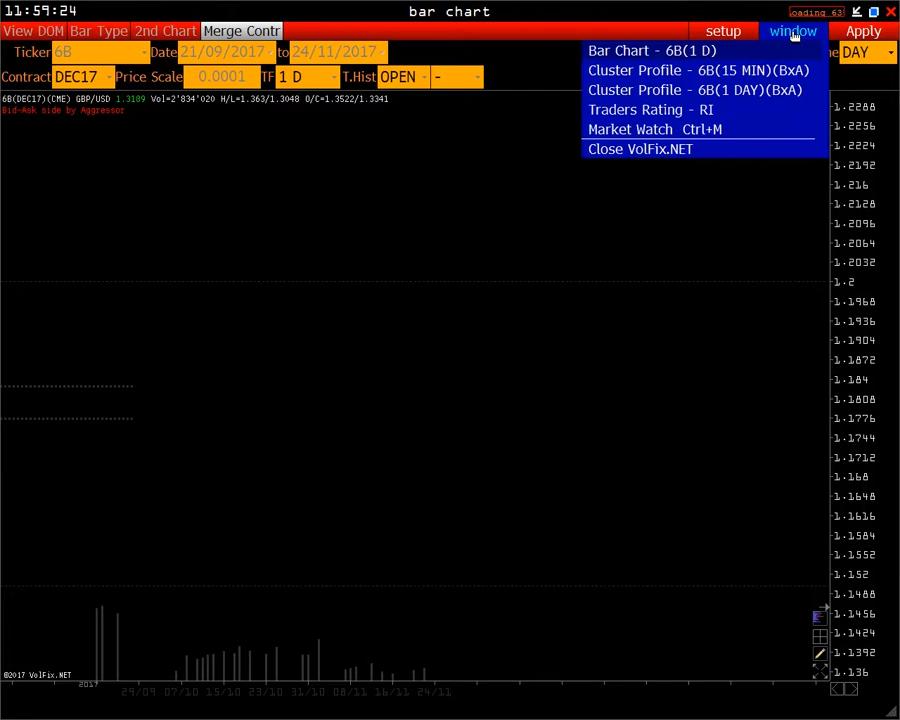 11:59:24 bar chart Loading 63
View DOM Bar Type 2nd Chart Merge Contr setup window Apply
Ticker 6B Date 21/09/2017 to 24/11/2017 DAY
Contract DEC17 Price Scale 0.0001 TF 1 D T.Hist OPEN -
Bar Chart - 6B(1 D)
Cluster Profile - 6B(15 MIN)(BxA)
Cluster Profile - 6B(1 DAY)(BxA)
Traders Rating - RI
Market Watch Ctrl+M
Close VolFix.NET
6B(DEC17)(CME) GBP/USD 1.3189 Vol=2'834'020 H/L=1.363/1.3048 O/C=1.3522/1.3341
Bid-Ask side by Aggressor
1.2288
1.2256
1.2224
1.2192
1.216
1.2128
1.2096
1.2064
1.2032
1.2
1.1968
1.1936
1.1904
1.1872
1.184
1.1808
1.1776
1.1744
1.1712
1.168
1.1648
1.1616
1.1584
1.1552
1.152
1.1488
1.1456
1.1424
1.1392
1.136
©2017 VolFix.NET
2017
29/09 07/10 15/10 23/10 31/10 08/11 16/11 24/11